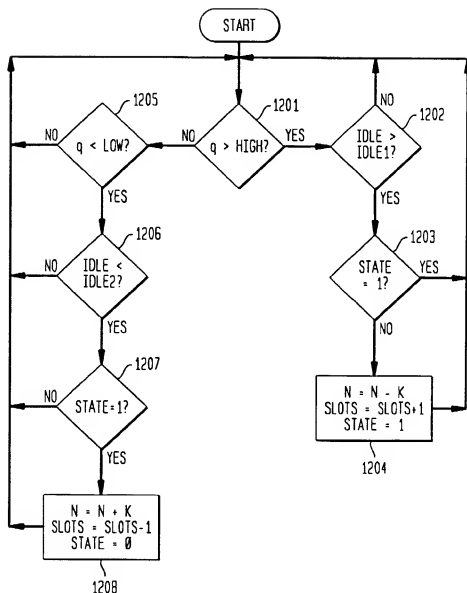 START
1205
1201
1202
NO
q < LOW?
NO
q > HIGH?
YES
IDLE >
IDLE1?
NO
YES
YES
1206
1203
NO
IDLE <
IDLE2?
STATE
= 1?
YES
YES
NO
1207
NO
STATE=1?
N = N - K
SLOTS = SLOTS+1
STATE = 1
YES
1204
N = N + K
SLOTS = SLOTS-1
STATE = Ø
1208